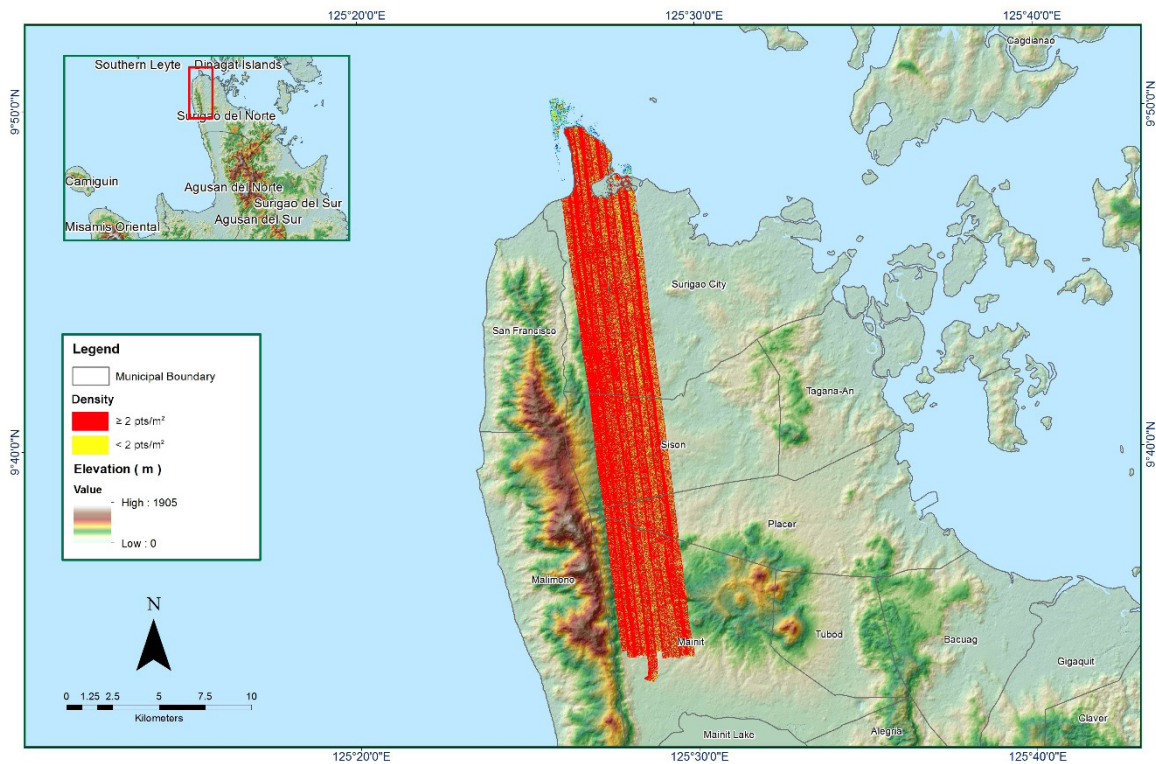 125°20'0"E
125°30'0"E
125°40'0"E
Cagdianao
Southern Leyte
Dinagat Islands
9°50'0"N
9°50'0"N
Surigao del Norte
Camiguin
Agusan del Norte
Surigao del Sur
Agusan del Sur
Misamis Oriental
Surigao City
San Francisco
Legend
Municipal Boundary
Density
≥ 2 pts/m²
< 2 pts/m²
Elevation ( m )
Value
High : 1905
Low : 0
Tagana-An
9°40'0"N
9°40'0"N
Sison
Placer
Malimono
Mainit
Tubod
Bacuag
Gigaquit
N
0 1.25 2.5 5 7.5 10
Kilometers
Claver
Mainit Lake
Alegria
125°20'0"E
125°30'0"E
125°40'0"E